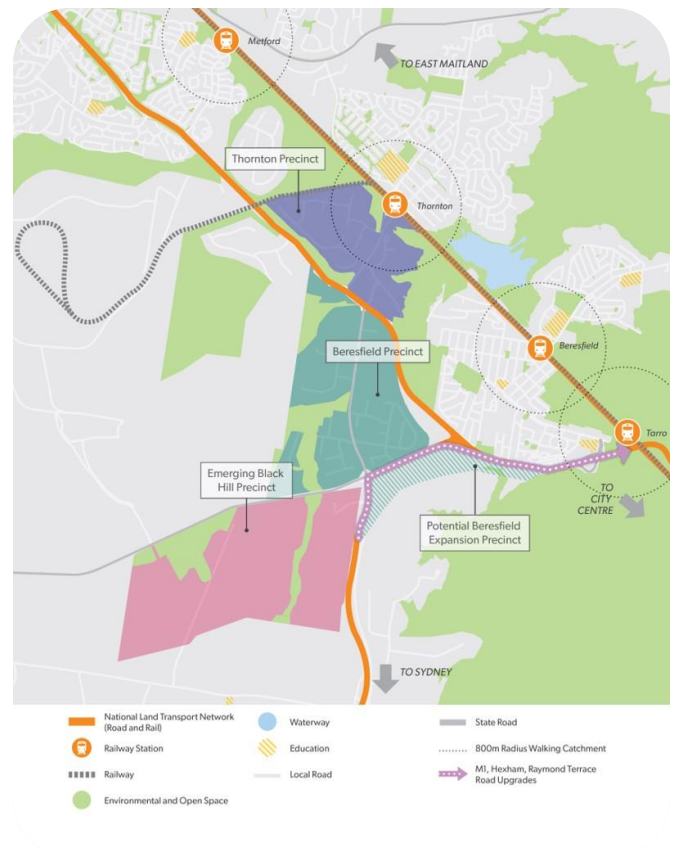 Metford
TO EAST MAITLAND
Thornton Precinct
Thornton
Beresfield Precinct
Beresfield
Tarro
Emerging Black
Hill Precinct
TO
CITY
CENTRE
Potential Beresfield
Expansion Precinct
TO SYDNEY
National Land Transport Network
(Road and Rail)
Railway Station
Railway
Environmental and Open Space
Waterway
Education
Local Road
State Road
800m Radius Walking Catchment
M1, Hexham, Raymond Terrace
Road Upgrades